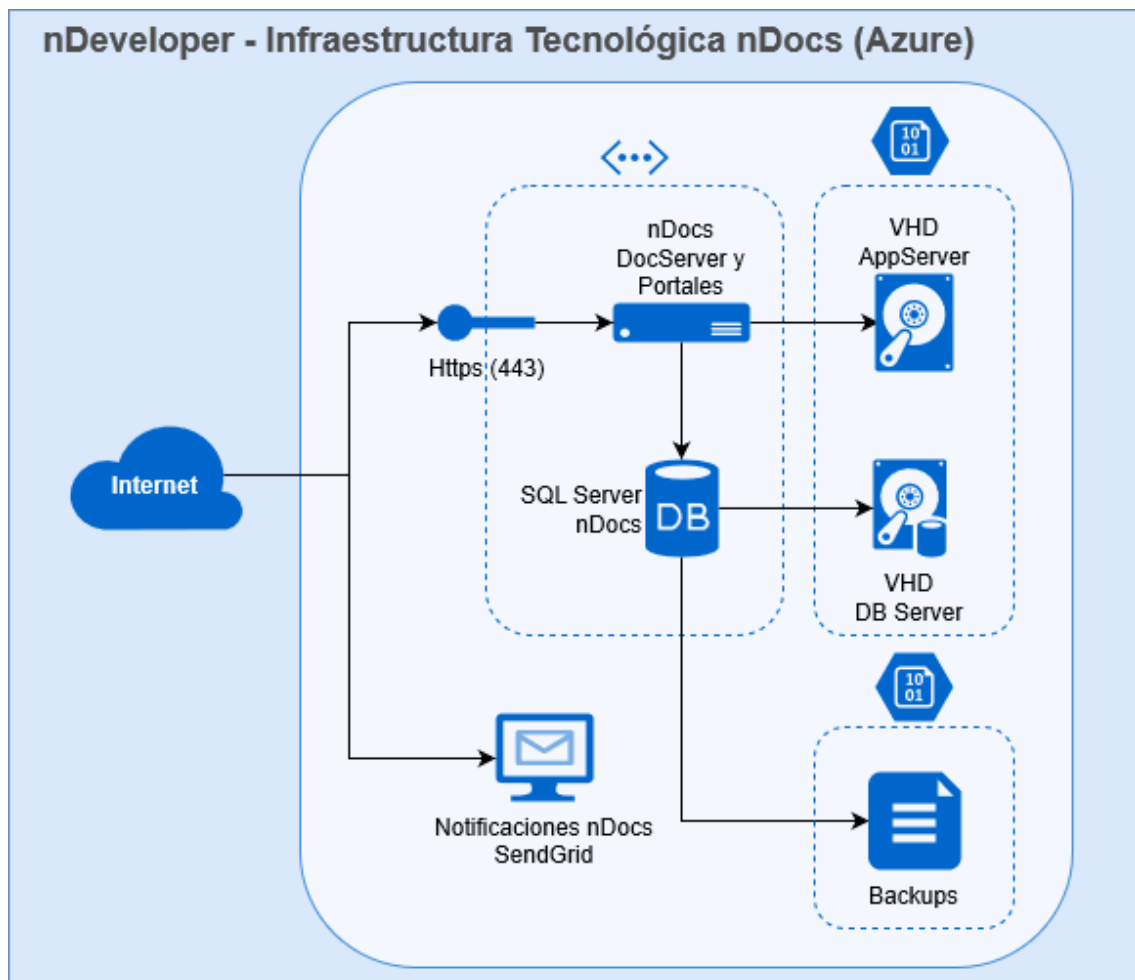 nDeveloper - Infraestructura Tecnológica nDocs (Azure)
10
01
nDocs
DocServer y
Portales
VHD
AppServer
Https (443)
Internet
SQL Server
nDocs
DB
VHD
DB Server
10
01
Notificaciones nDocs
SendGrid
Backups